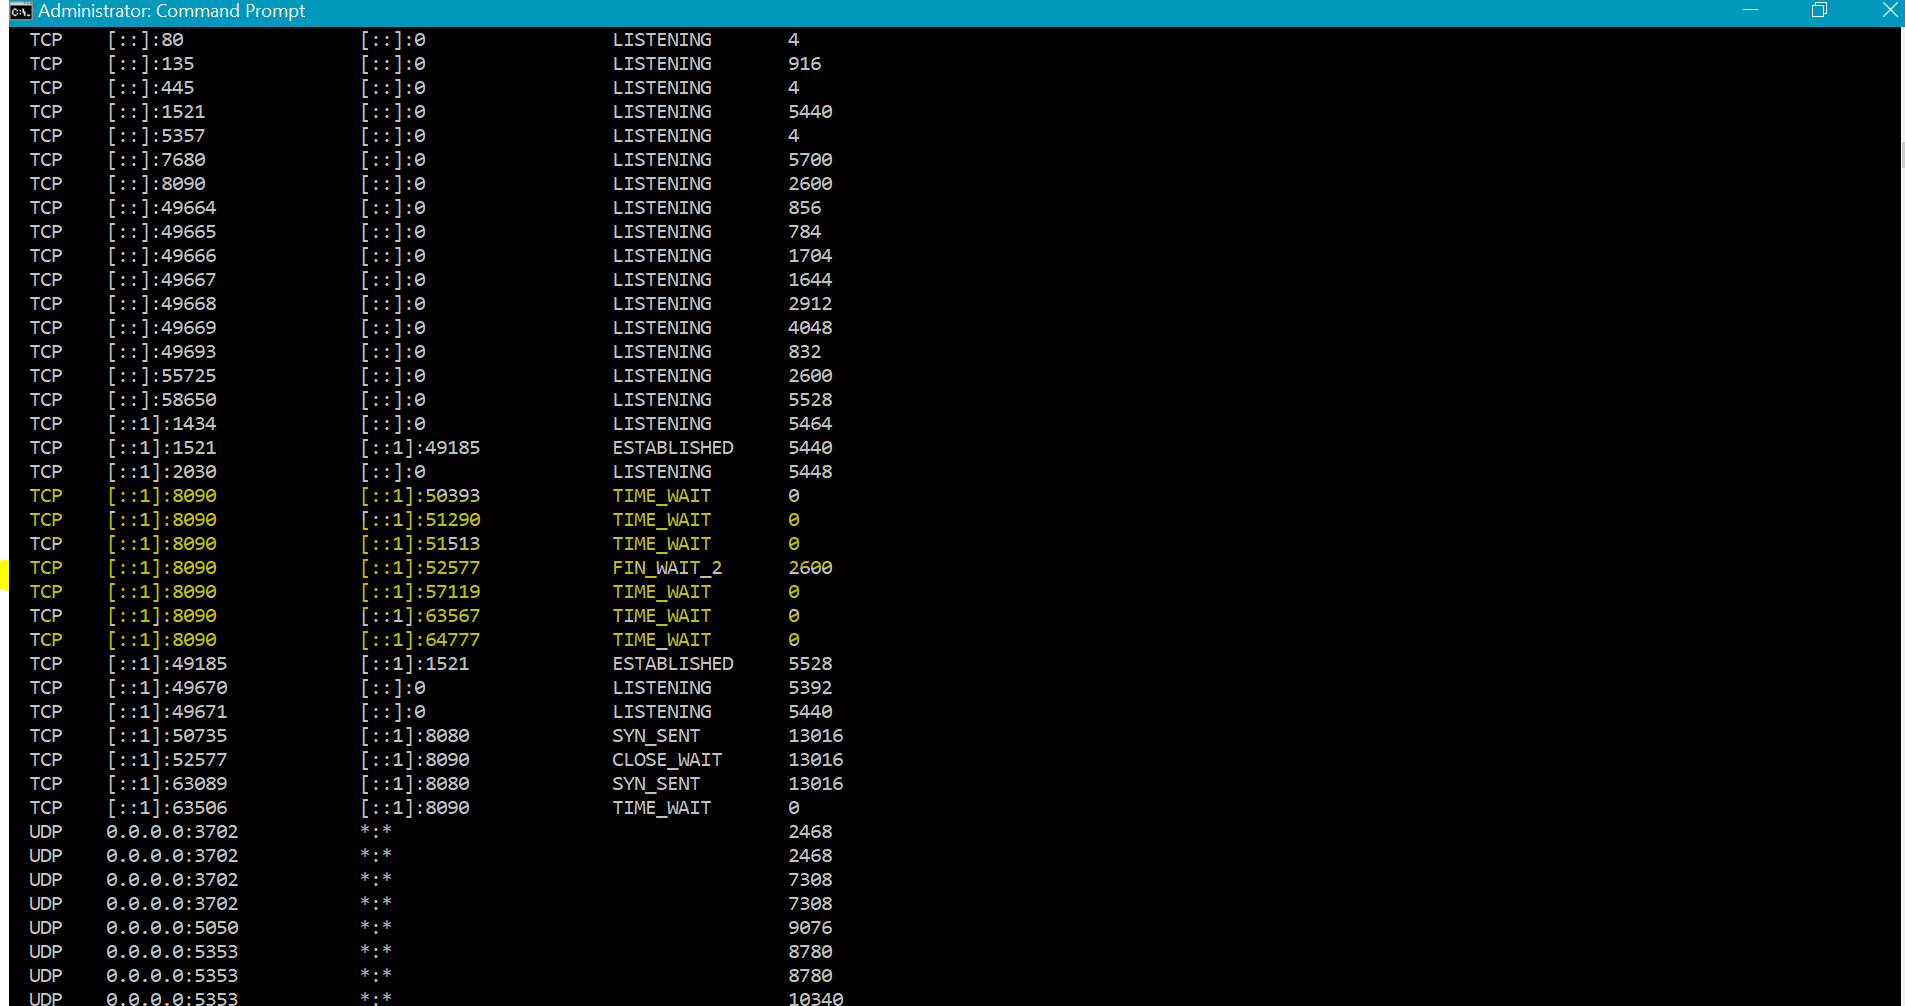 Administrator: Command Prompt
TCP [::]:80 [::]:0 LISTENING 4
TCP [::]:135 [::]:0 LISTENING 916
TCP [::]:445 [::]:0 LISTENING 4
TCP [::]:1521 [::]:0 LISTENING 5440
TCP [::]:5357 [::]:0 LISTENING 4
TCP [::]:7680 [::]:0 LISTENING 5700
TCP [::]:8090 [::]:0 LISTENING 2600
TCP [::]:49664 [::]:0 LISTENING 856
TCP [::]:49665 [::]:0 LISTENING 784
TCP [::]:49666 [::]:0 LISTENING 1704
TCP [::]:49667 [::]:0 LISTENING 1644
TCP [::]:49668 [::]:0 LISTENING 2912
TCP [::]:49669 [::]:0 LISTENING 4048
TCP [::]:49693 [::]:0 LISTENING 832
TCP [::]:55725 [::]:0 LISTENING 2600
TCP [::]:58650 [::]:0 LISTENING 5528
TCP [::1]:1434 [::]:0 LISTENING 5464
TCP [::1]:1521 [::1]:49185 ESTABLISHED 5440
TCP [::1]:2030 [::]:0 LISTENING 5448
TCP [::1]:8090 [::1]:50393 TIME_WAIT 0
TCP [::1]:8090 [::1]:51290 TIME_WAIT 0
TCP [::1]:8090 [::1]:51513 TIME_WAIT 0
TCP [::1]:8090 [::1]:52577 FIN_WAIT_2 2600
TCP [::1]:8090 [::1]:57119 TIME_WAIT 0
TCP [::1]:8090 [::1]:63567 TIME_WAIT 0
TCP [::1]:8090 [::1]:64777 TIME_WAIT 0
TCP [::1]:49185 [::1]:1521 ESTABLISHED 5528
TCP [::1]:49670 [::]:0 LISTENING 5392
TCP [::1]:49671 [::]:0 LISTENING 5440
TCP [::1]:50735 [::1]:8080 SYN_SENT 13016
TCP [::1]:52577 [::1]:8090 CLOSE_WAIT 13016
TCP [::1]:63089 [::1]:8080 SYN_SENT 13016
TCP [::1]:63506 [::1]:8090 TIME_WAIT 0
UDP 0.0.0.0:3702 *:* 2468
UDP 0.0.0.0:3702 *:* 2468
UDP 0.0.0.0:3702 *:* 7308
UDP 0.0.0.0:3702 *:* 7308
UDP 0.0.0.0:5050 *:* 9076
UDP 0.0.0.0:5353 *:* 8780
UDP 0.0.0.0:5353 *:* 8780
UDP 0.0.0.0:5353 *:* 10340